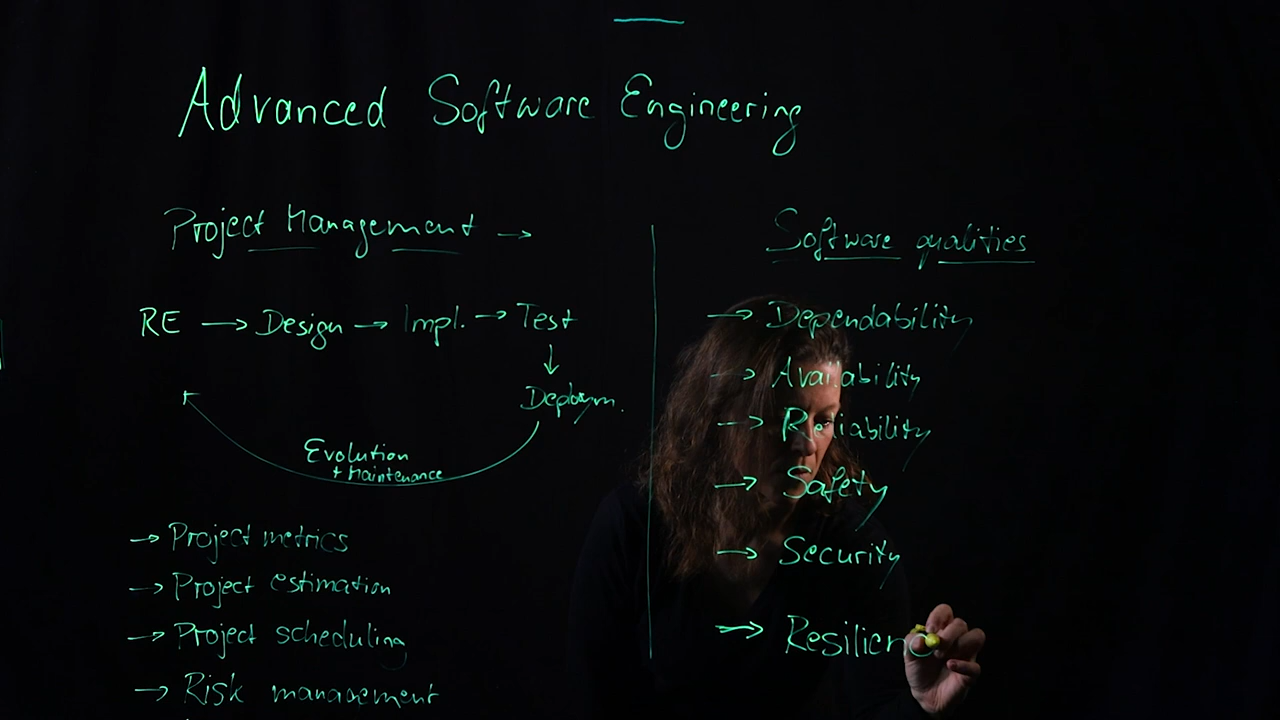 Advanced Software Engineering
Project Management →
RE → Design → Impl. → Test
↓
Deploym.
Evolution
+ Maintenance
→ Project metrics
→ Project estimation
→ Project scheduling
→ Risk management
Software qualities
→ Dependability
→ Availability
→ Reliability
→ Safety
→ Security
→ Resilienc